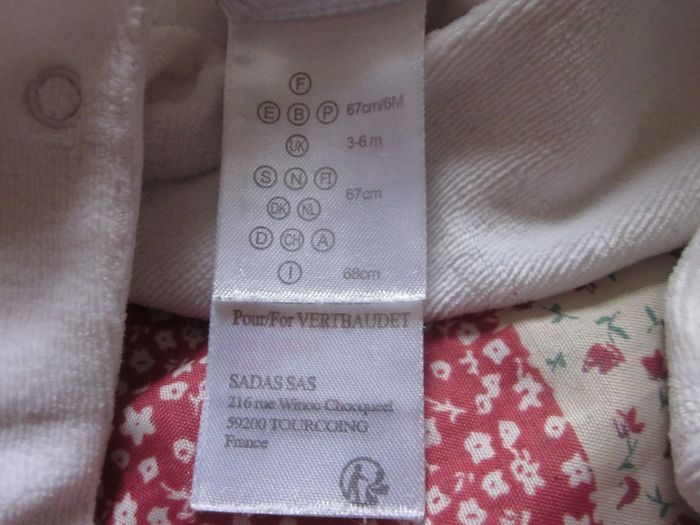 F
E B P 67cm/6M
UK 3-6 m
S N FI
67cm
DK NL
D CH A
I 68cm
Pour/For VERTBAUDET
SADAS SAS
216 rue Winoc Chocqueel
59200 TOURCOING
France